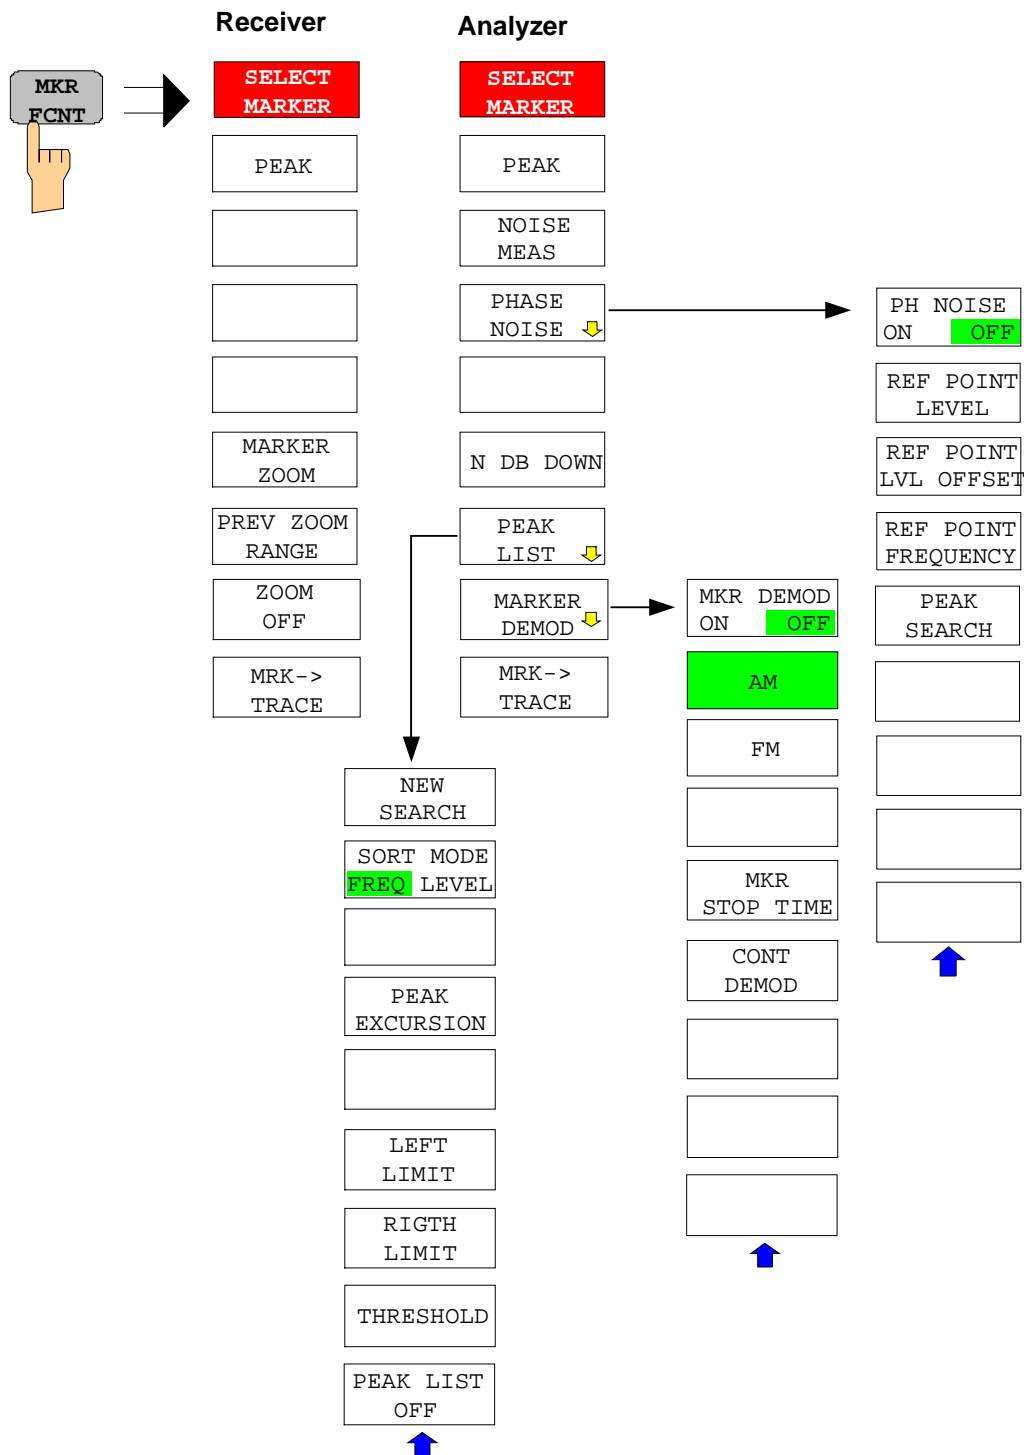 Receiver
Analyzer
MKR
FCNT
SELECT
MARKER
PEAK
MARKER
ZOOM
PREV ZOOM
RANGE
ZOOM
OFF
MRK->
TRACE
SELECT
MARKER
PEAK
NOISE
MEAS
PHASE
NOISE
N DB DOWN
PEAK
LIST
MARKER
DEMOD
MRK->
TRACE
NEW
SEARCH
SORT MODE
FREQ LEVEL
PEAK
EXCURSION
LEFT
LIMIT
RIGTH
LIMIT
THRESHOLD
PEAK LIST
OFF
MKR DEMOD
ON OFF
AM
FM
MKR
STOP TIME
CONT
DEMOD
PH NOISE
ON OFF
REF POINT
LEVEL
REF POINT
LVL OFFSET
REF POINT
FREQUENCY
PEAK
SEARCH